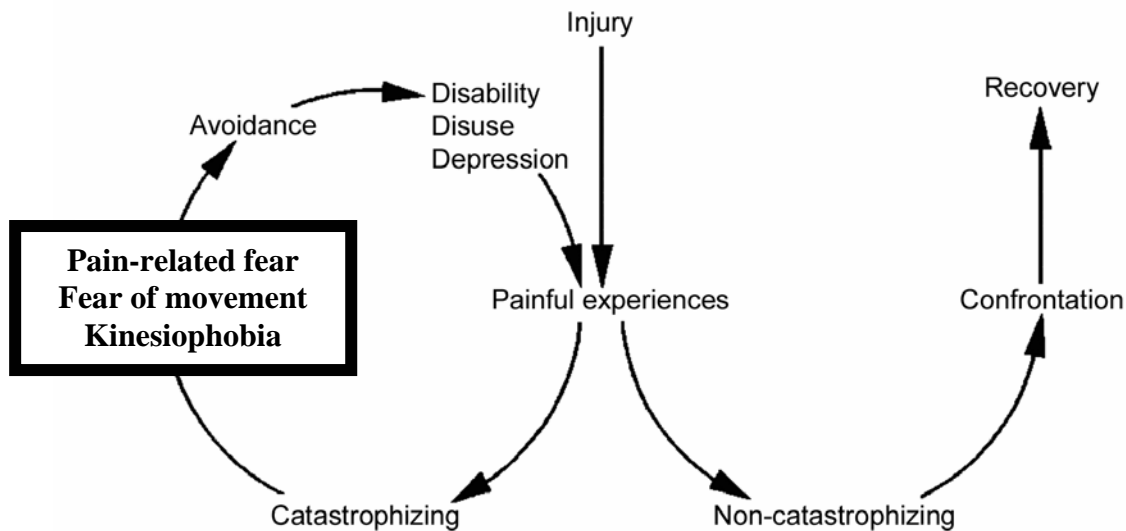 Injury
Recovery
Disability
Disuse
Depression
Avoidance
Pain-related fear
Fear of movement
Kinesiophobia
Painful experiences
Confrontation
Catastrophizing
Non-catastrophizing